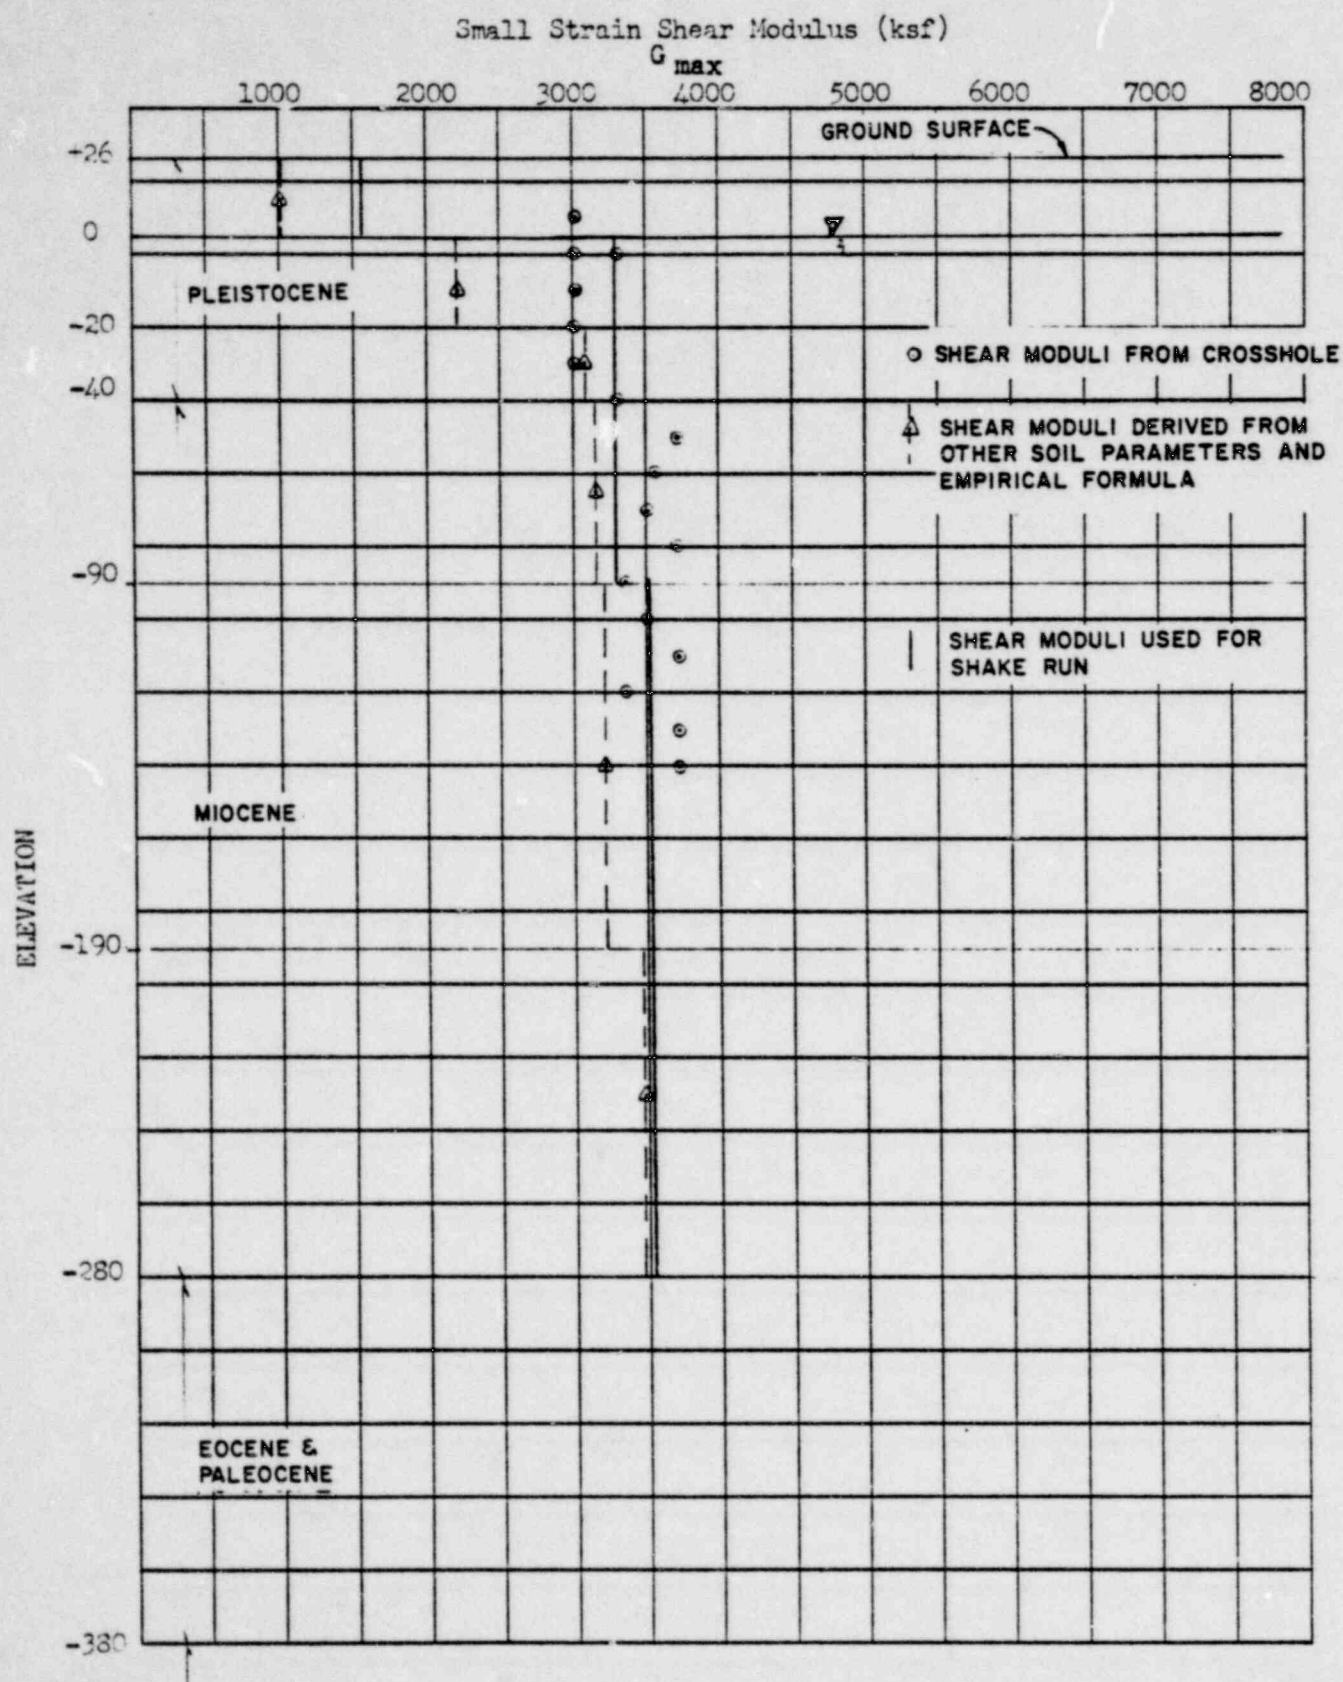 Small Strain Shear Modulus (ksf)
G max
1000 2000 3000 4000 5000 6000 7000 8000
GROUND SURFACE
+26
0
PLEISTOCENE
-20
SHEAR MODULI FROM CROSSHOLE
-40
SHEAR MODULI DERIVED FROM
OTHER SOIL PARAMETERS AND
EMPIRICAL FORMULA
-90
SHEAR MODULI USED FOR
SHAKE RUN
MIOCENE
ELEVATION
-190
-280
EOCENE &
PALEOCENE
-380